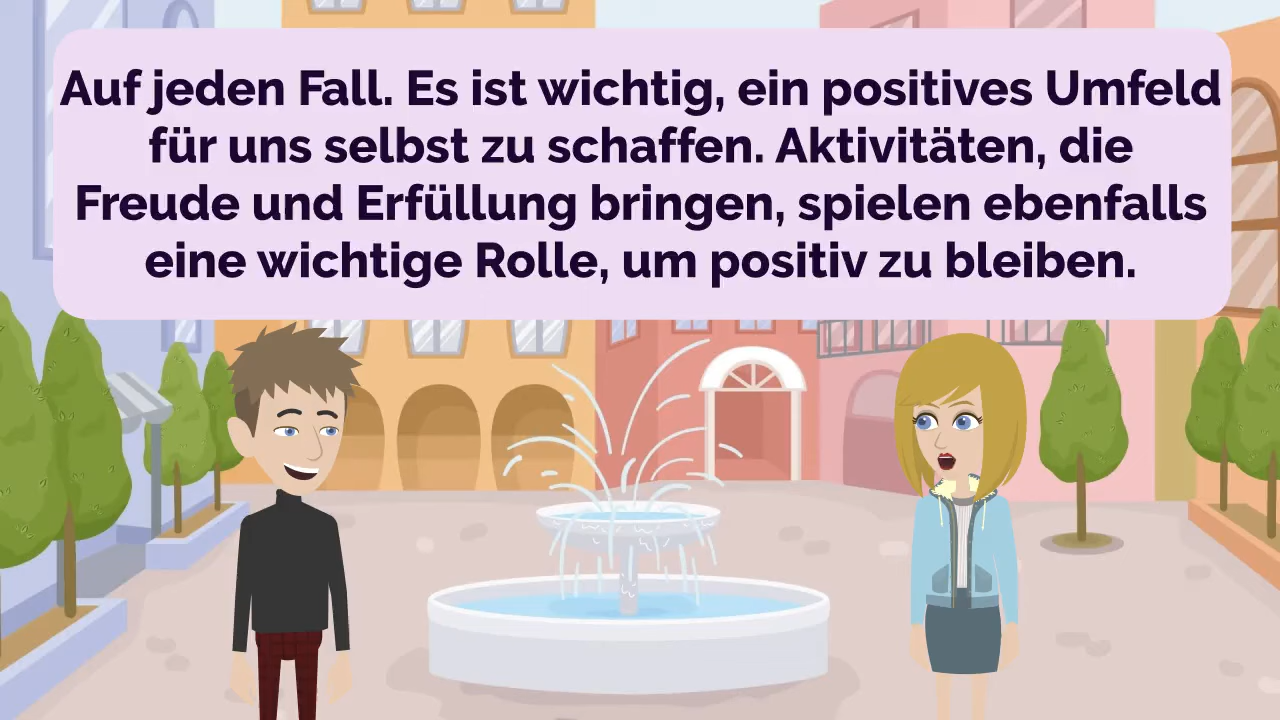 Auf jeden Fall. Es ist wichtig, ein positives Umfeld
für uns selbst zu schaffen. Aktivitäten, die
Freude und Erfüllung bringen, spielen ebenfalls
eine wichtige Rolle, um positiv zu bleiben.